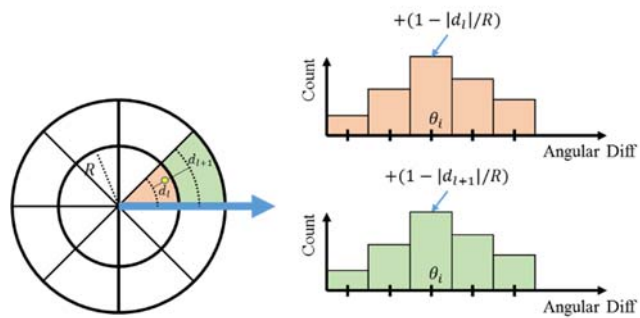 R
d_l
d_{l+1}
+(1 − |d_l|/R)
Count
θ_i
Angular Diff
+(1 − |d_{l+1}|/R)
Count
θ_i
Angular Diff